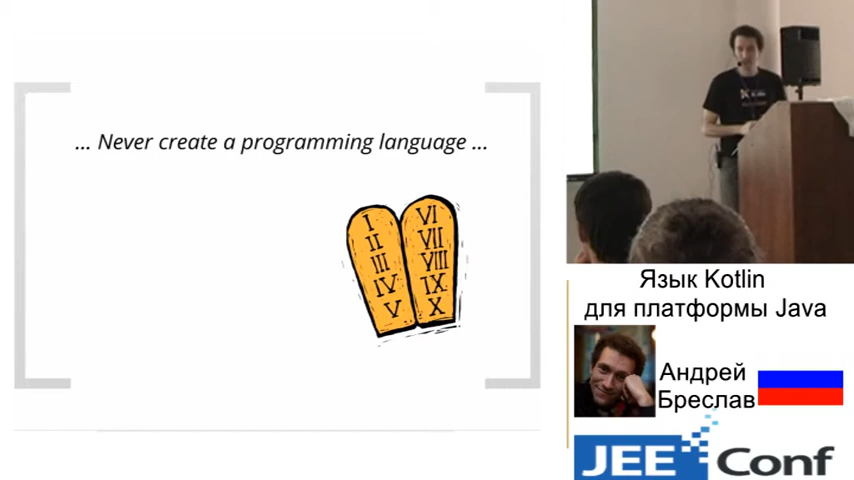 ... Never create a programming language ...
I
II
III
IV
V
VI
VII
VIII
IX
X
Язык Kotlin
для платформы Java
Андрей
Бреслав
JEE Conf